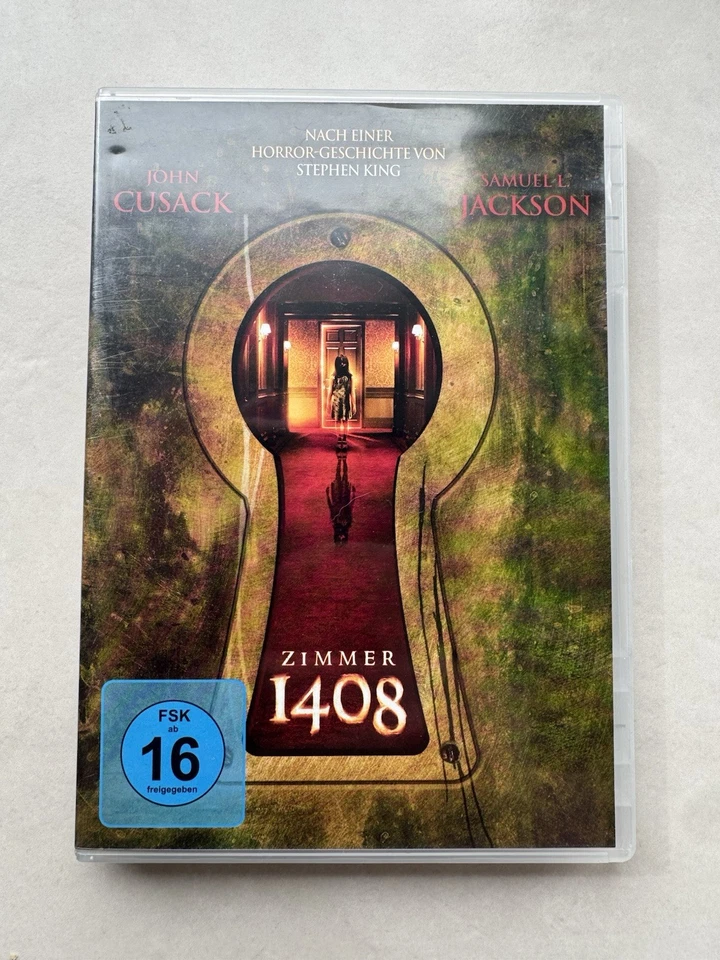 NACH EINER
HORROR-GESCHICHTE VON
STEPHEN KING
JOHN
CUSACK
SAMUEL L.
JACKSON
ZIMMER
1408
FSK
ab
16
freigegeben